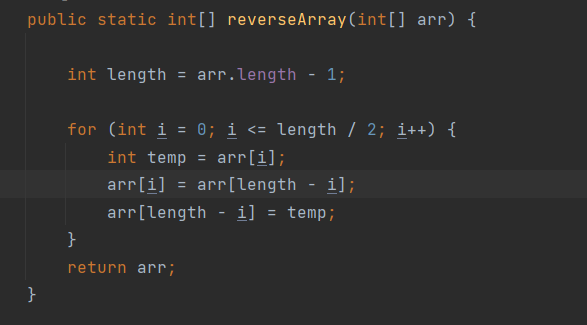 public static int[] reverseArray(int[] arr) {
int length = arr.length - 1;
for (int i = 0; i <= length / 2; i++) {
int temp = arr[i];
arr[i] = arr[length - i];
arr[length - i] = temp;
}
return arr;
}